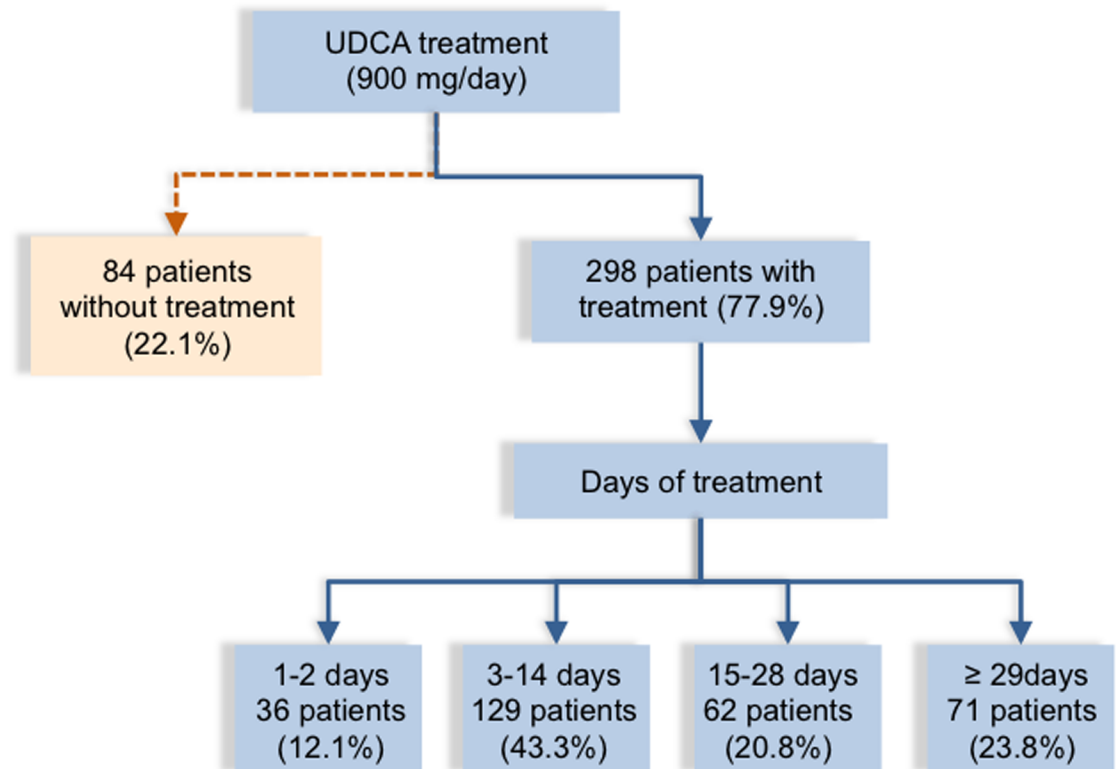 UDCA treatment
(900 mg/day)
84 patients
without treatment
(22.1%)
298 patients with
treatment (77.9%)
Days of treatment
1-2 days
36 patients
(12.1%)
3-14 days
129 patients
(43.3%)
15-28 days
62 patients
(20.8%)
≥ 29days
71 patients
(23.8%)